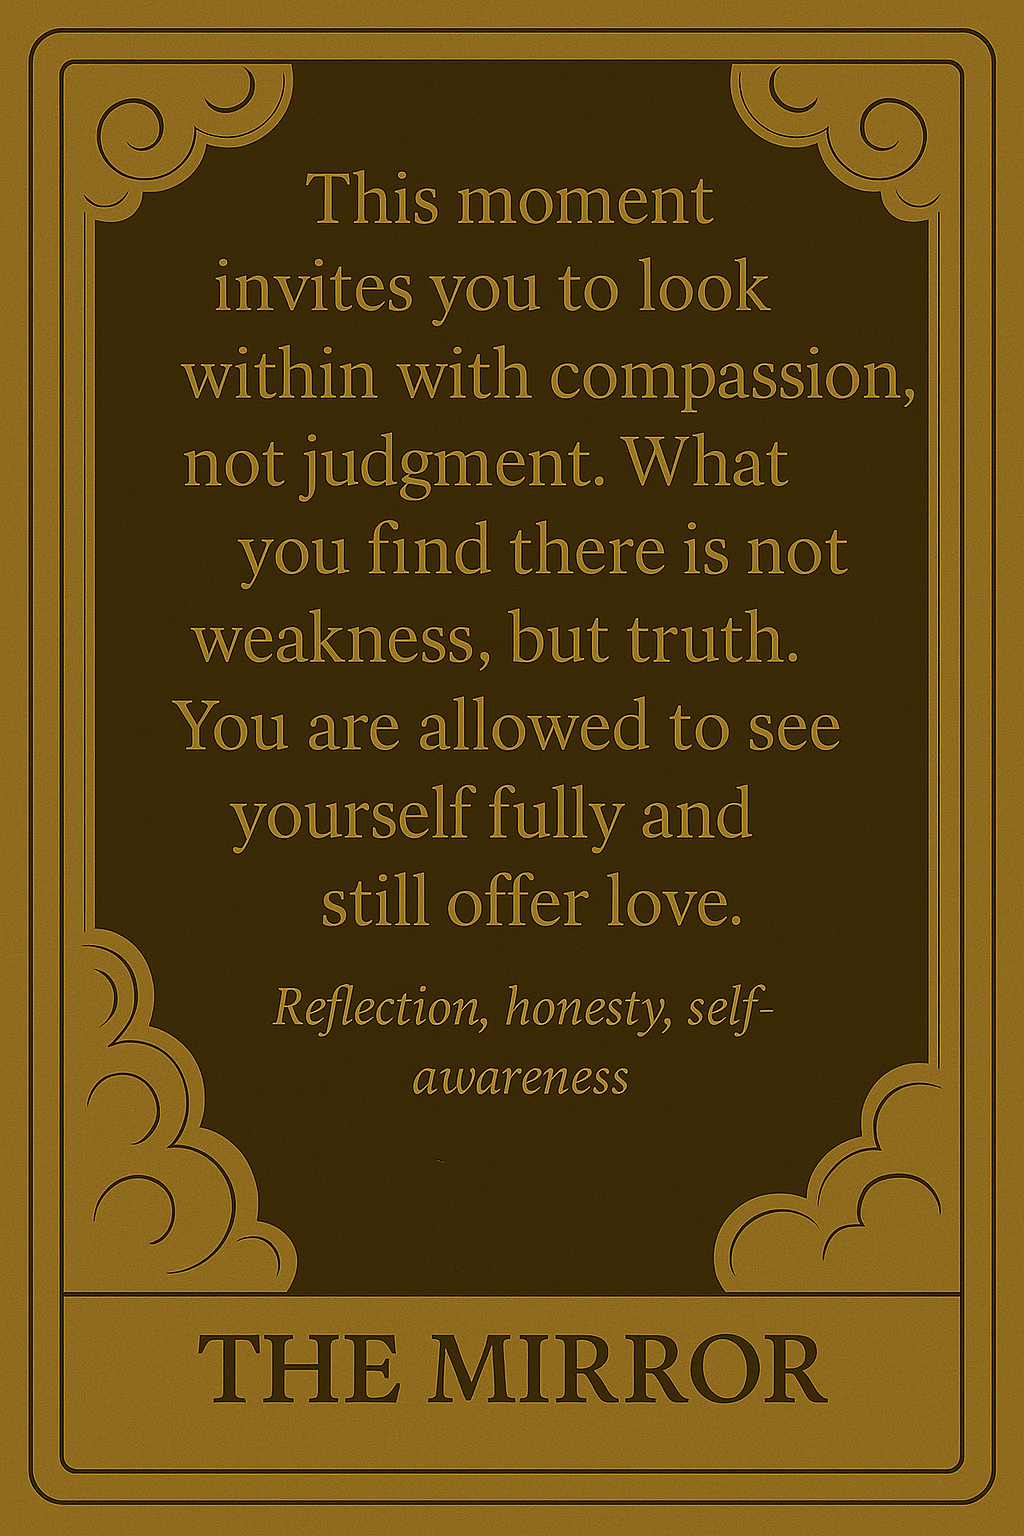 This moment
invites you to look
within with compassion,
not judgment. What
you find there is not
weakness, but truth.
You are allowed to see
yourself fully and
still offer love.
Reflection, honesty, self-
awareness
THE MIRROR